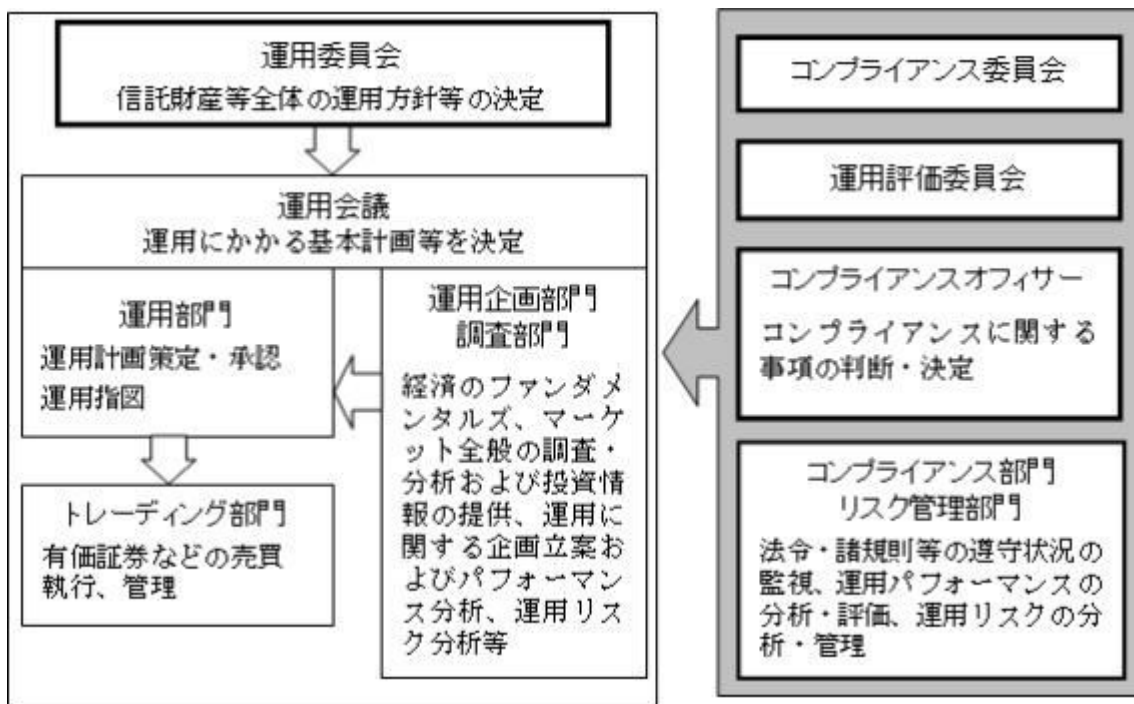 運用委員会
信託財産等全体の運用方針等の決定
運用会議
運用にかかる基本計画等を決定
運用部門
運用計画策定・承認
運用指図
トレーディング部門
有価証券などの売買
執行、管理
運用企画部門
調査部門
経済のファンダメ
ンタルズ、マーケ
ット全般の調査・
分析および投資情
報の提供、運用に
関する企画立案お
よびパフォーマン
ス分析、運用リス
ク分析等
コンプライアンス委員会
運用評価委員会
コンプライアンスオフィサー
コンプライアンスに関する
事項の判断・決定
コンプライアンス部門
リスク管理部門
法令・諸規則等の遵守状況の
監視、運用パフォーマンスの
分析・評価、運用リスクの分
析・管理